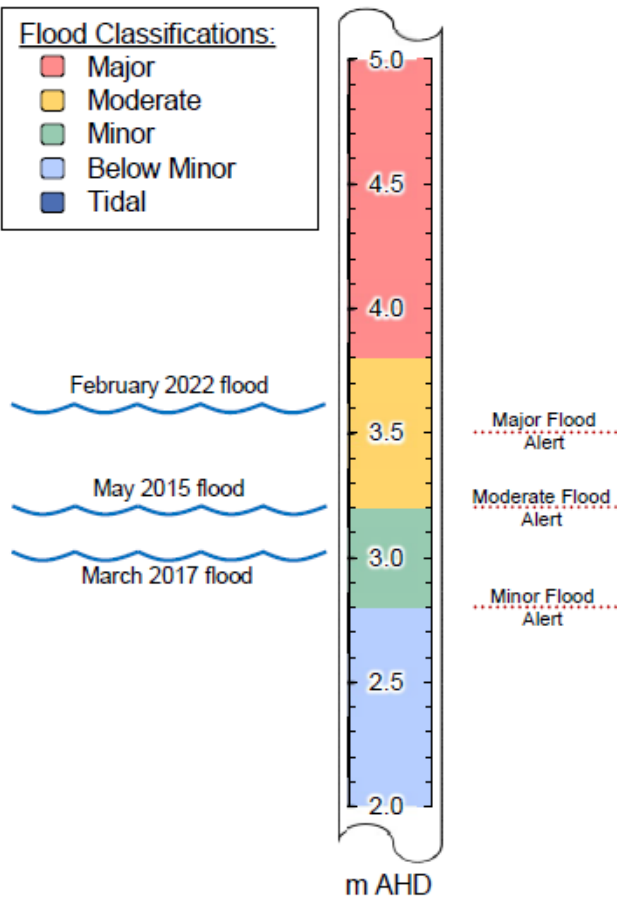 Flood Classifications:
Major
Moderate
Minor
Below Minor
Tidal
5.0
4.5
4.0
February 2022 flood
3.5
Major Flood
Alert
May 2015 flood
Moderate Flood
Alert
3.0
March 2017 flood
Minor Flood
Alert
2.5
2.0
m AHD